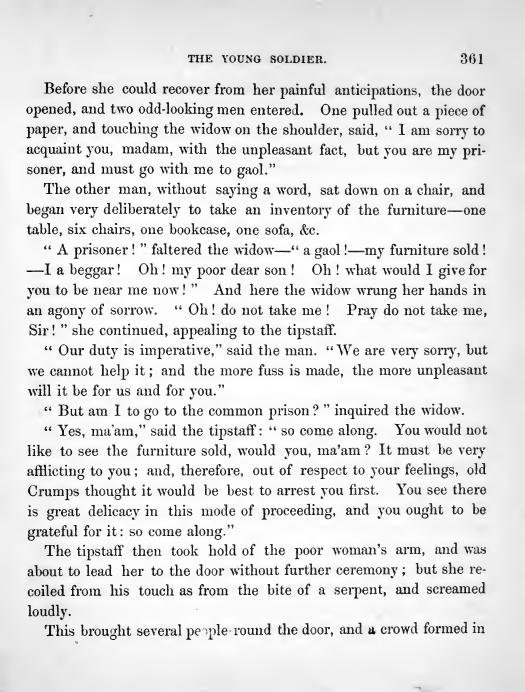 THE YOUNG SOLDIER. 361
Before she could recover from her painful anticipations, the door
opened, and two odd-looking men entered. One pulled out a piece of
paper, and touching the widow on the shoulder, said, “ I am sorry to
acquaint you, madam, with the unpleasant fact, but you are my pri-
soner, and must go with me to gaol.”
The other man, without saying a word, sat down on a chair, and
began very deliberately to take an inventory of the furniture—one
table, six chairs, one bookcase, one sofa, &c.
“ A prisoner ! ” faltered the widow—“ a gaol !—my furniture sold !
—I a beggar ! Oh ! my poor dear son ! Oh ! what would I give for
you to be near me now ! ” And here the widow wrung her hands in
an agony of sorrow. “ Oh ! do not take me ! Pray do not take me,
Sir ! ” she continued, appealing to the tipstaff.
“ Our duty is imperative,” said the man. “ We are very sorry, but
we cannot help it ; and the more fuss is made, the more unpleasant
will it be for us and for you.”
“ But am I to go to the common prison ? ” inquired the widow.
“ Yes, ma'am,” said the tipstaff : “ so come along. You would not
like to see the furniture sold, would you, ma'am ? It must be very
afflicting to you ; and, therefore, out of respect to your feelings, old
Crumps thought it would be best to arrest you first. You see there
is great delicacy in this mode of proceeding, and you ought to be
grateful for it : so come along.”
The tipstaff then took hold of the poor woman's arm, and was
about to lead her to the door without further ceremony ; but she re-
coiled from his touch as from the bite of a serpent, and screamed
loudly.
This brought several people round the door, and a crowd formed in